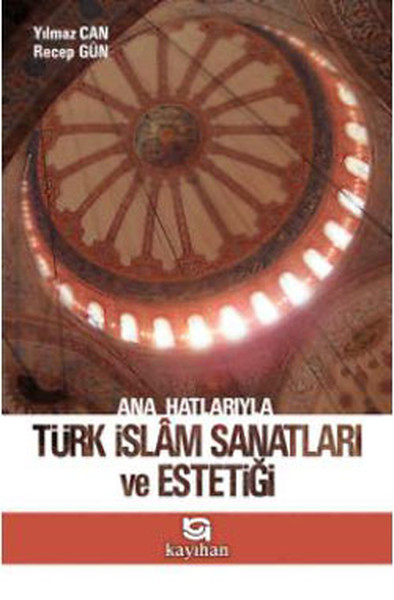 Yılmaz CAN
Recep GÜN
ANA HATLARIYLA
TÜRK İSLÂM SANATLARI
ve ESTETİĞİ
kayıhan